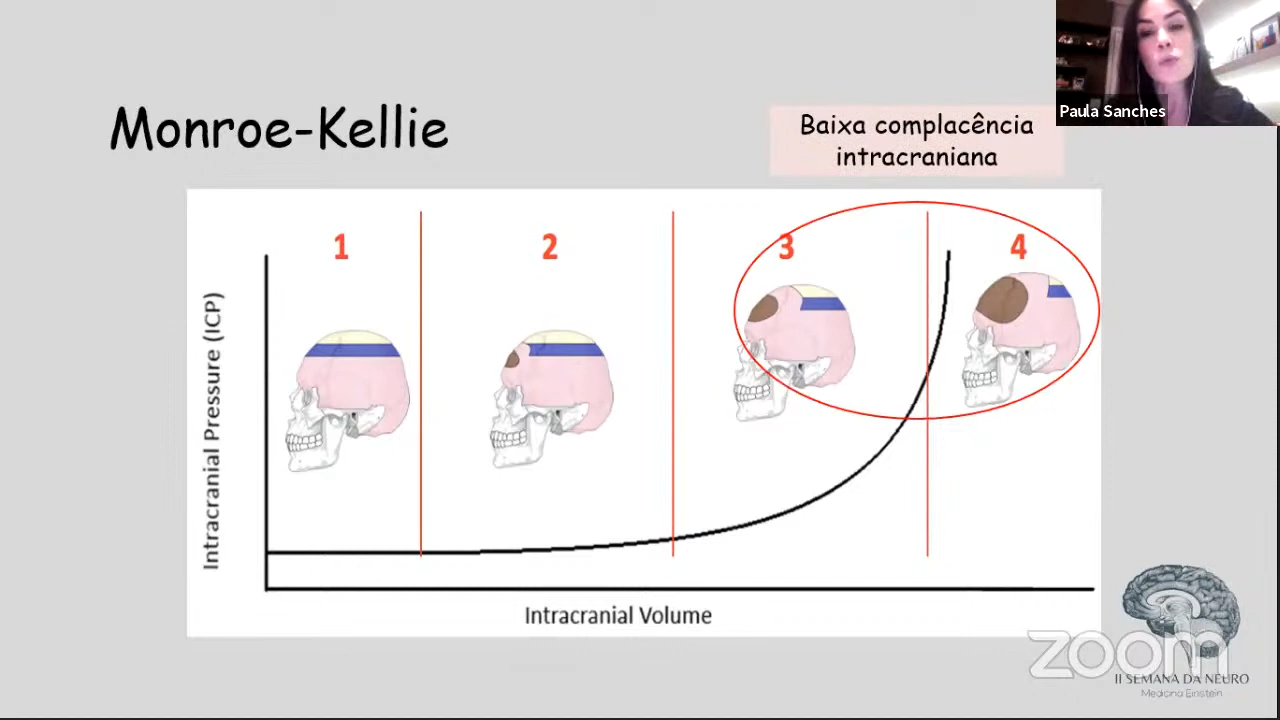 Paula Sanches
Monroe-Kellie
Baixa complacência
intracraniana
1
2
3
4
Intracranial Pressure (ICP)
Intracranial Volume
zoom
II SEMANA DA NEURO
Medicina Einstein